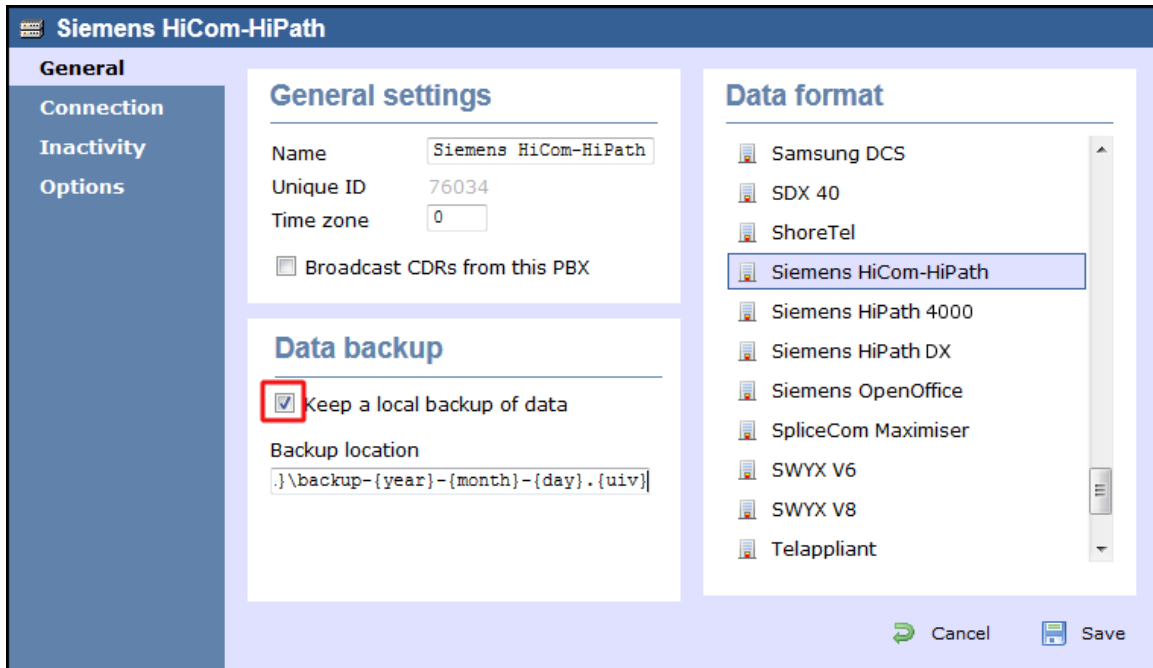 Siemens HiCom-HiPath
General
Connection
Inactivity
Options
General settings
Name Siemens HiCom-HiPath
Unique ID 76034
Time zone 0
Broadcast CDRs from this PBX
Data backup
Keep a local backup of data
Backup location
.}\backup-{year}-{month}-{day}.{uiv}
Data format
Samsung DCS
SDX 40
ShoreTel
Siemens HiCom-HiPath
Siemens HiPath 4000
Siemens HiPath DX
Siemens OpenOffice
SpliceCom Maximiser
SWYX V6
SWYX V8
Telappliant
Cancel Save